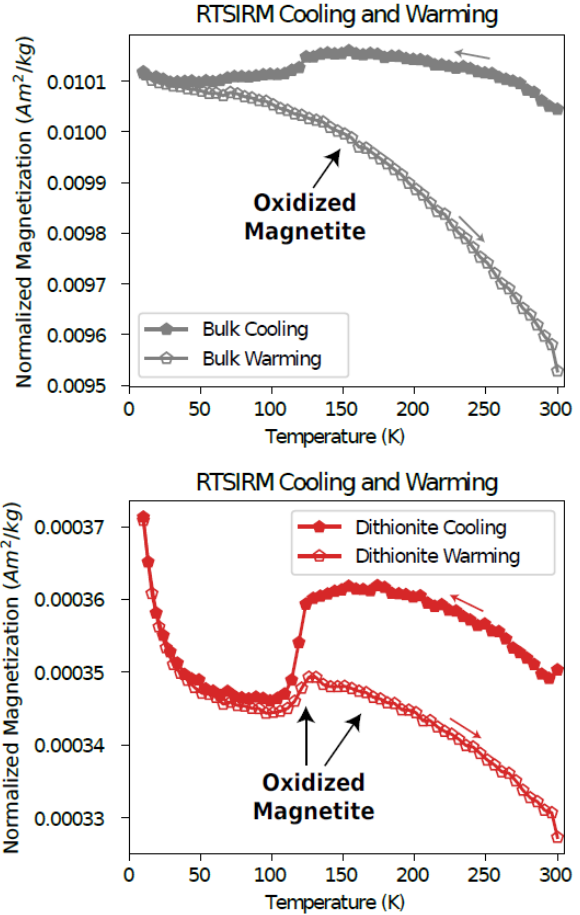 RTSIRM Cooling and Warming
Normalized Magnetization (Am²/kg)
0.0101
0.0100
0.0099
0.0098
0.0097
0.0096
0.0095
Oxidized
Magnetite
Bulk Cooling
Bulk Warming
0 50 100 150 200 250 300
Temperature (K)
RTSIRM Cooling and Warming
Normalized Magnetization (Am²/kg)
0.00037
0.00036
0.00035
0.00034
0.00033
Dithionite Cooling
Dithionite Warming
Oxidized
Magnetite
0 50 100 150 200 250 300
Temperature (K)